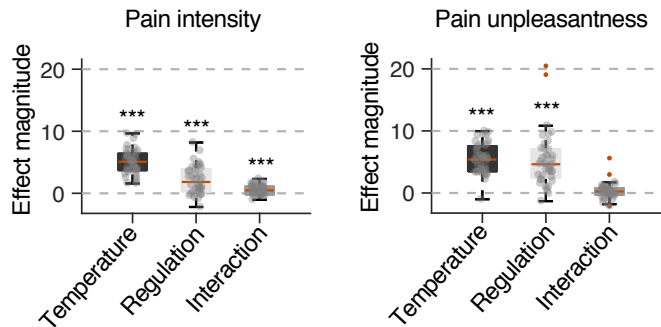 Pain intensity
Effect magnitude
20
10
0
***
***
***
Temperature
Regulation
Interaction
Pain unpleasantness
Effect magnitude
20
10
0
***
***
Temperature
Regulation
Interaction